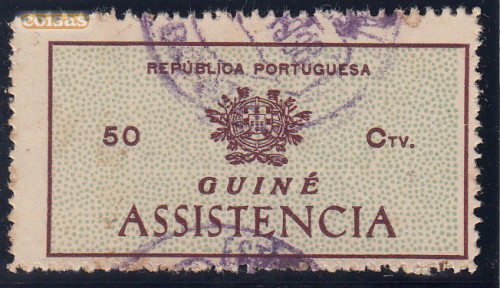 coisas
REPÚBLICA PORTUGUESA
50 CTV.
GUINÉ
ASSISTENCIA